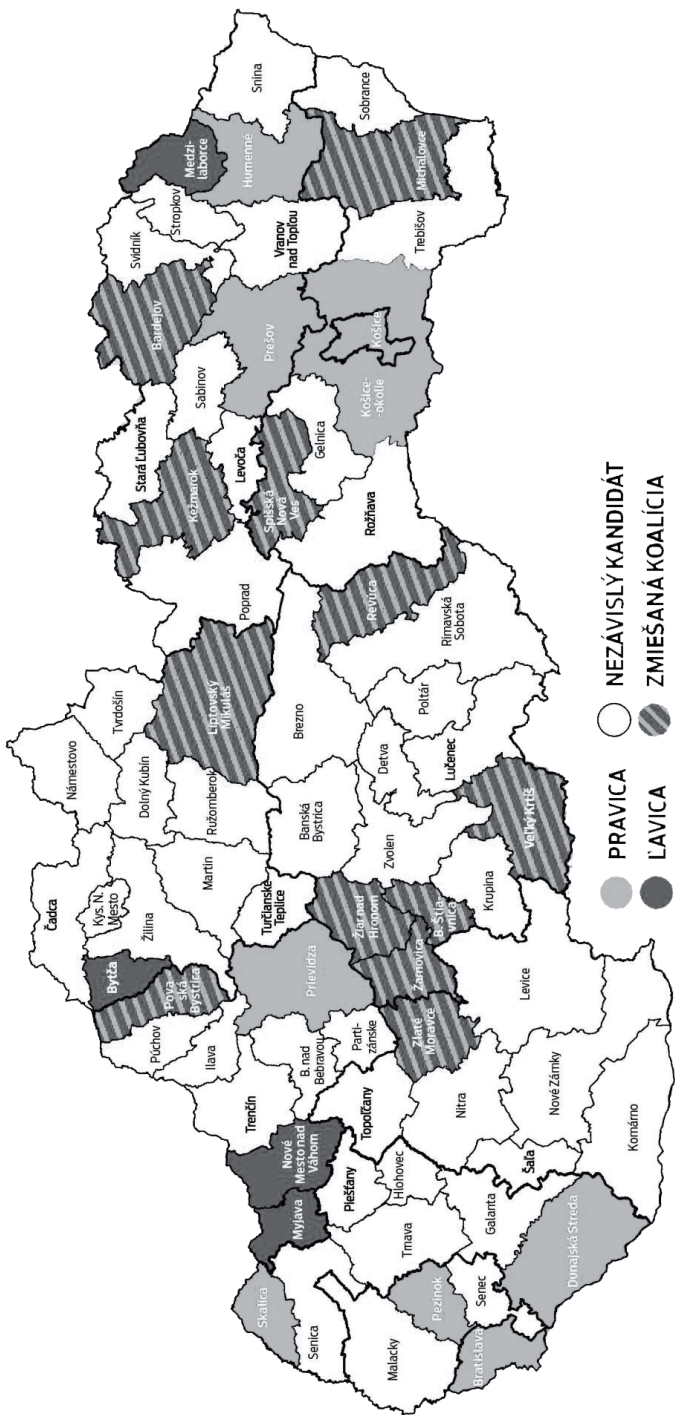 Snina
Sobrance
Medzi-
laborce
Humenné
Michalovce
Stropkov
Svidník
Vranov
nad Topľou
Trebišov
Bardejov
Prešov
Košice
Košice-
-okolie
Sabinov
Stará Ľubovňa
Levoča
Gelnica
Kežmarok
Spišská
Nová
Ves
Rožňava
Poprad
Revúca
Rimavská
Sobota
Liptovský
Mikuláš
Brezno
Poltár
Tvrdošín
Námestovo
Dolný Kubín
Ružomberok
Detva
Lučenec
Banská
Bystrica
Zvolen
Veľký Krtíš
Martin
Turčianske
Teplice
Krupina
Čadca
Kys. N.
Mesto
Žilina
Žiar nad
Hronom
B. Štia-
vnica
Bytča
Pova-
žská
Bystrica
Prievidza
Žarnovica
Levice
Púchov
Ilava
Zlaté
Moravce
B. nad
Bebravou
Parti-
zánske
Trenčín
Topoľčany
Nitra
Nové Zámky
Komárno
Nové
Mesto nad
Váhom
Myjava
Piešťany
Hlohovec
Šaľa
Trnava
Galanta
Dunajská Streda
Skalica
Senica
Malacky
Pezinok
Senec
Bratislava
PRAVICA
ĽAVICA
NEZÁVISLÝ KANDIDÁT
ZMIEŠANÁ KOALÍCIA